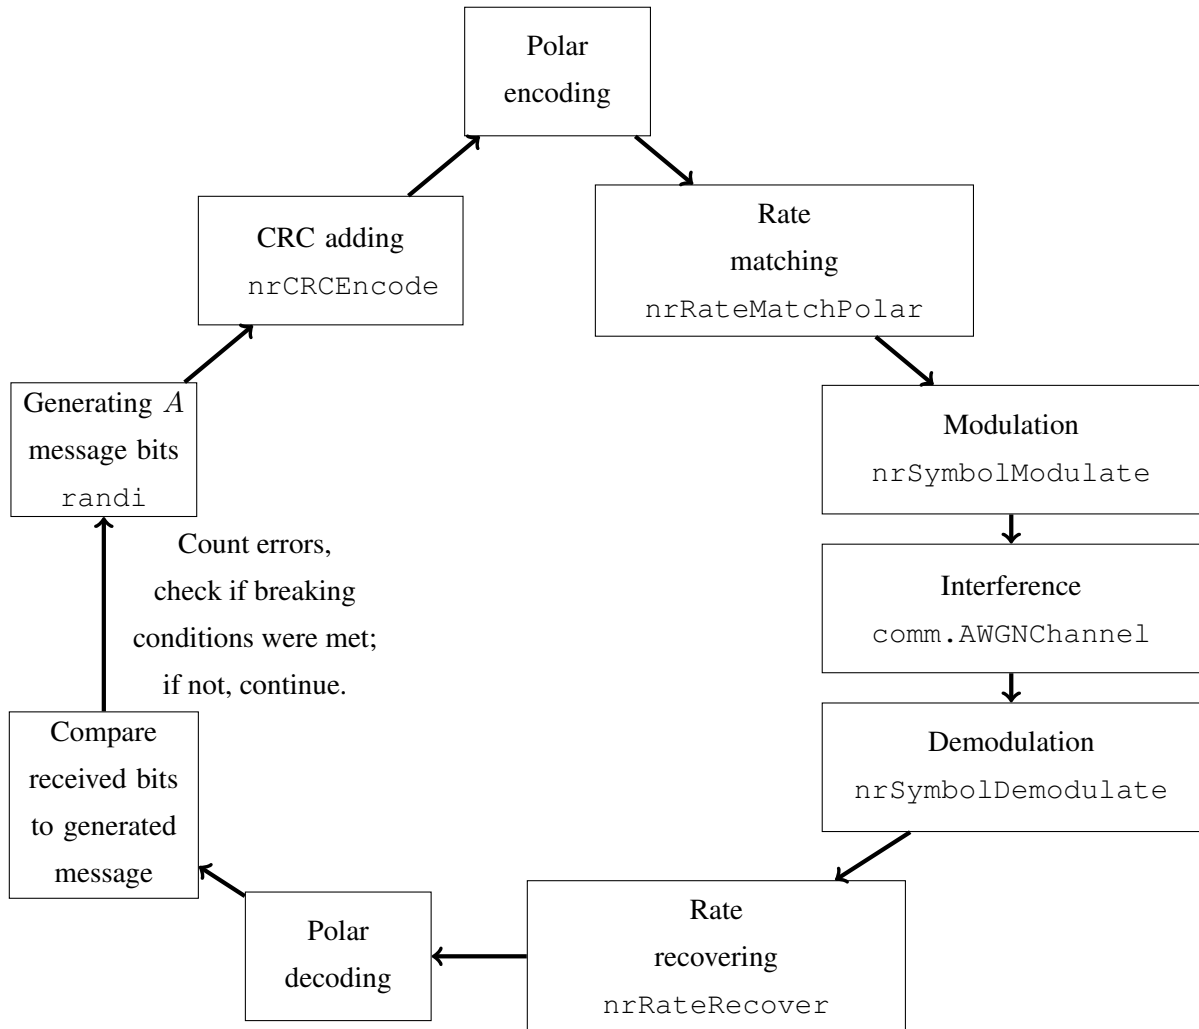 Polar
encoding
CRC adding
nrCRCEncode
Rate
matching
nrRateMatchPolar
Generating A
message bits
randi
Modulation
nrSymbolModulate
Count errors,
check if breaking
conditions were met;
if not, continue.
Interference
comm.AWGNChannel
Demodulation
nrSymbolDemodulate
Compare
received bits
to generated
message
Rate
recovering
nrRateRecover
Polar
decoding